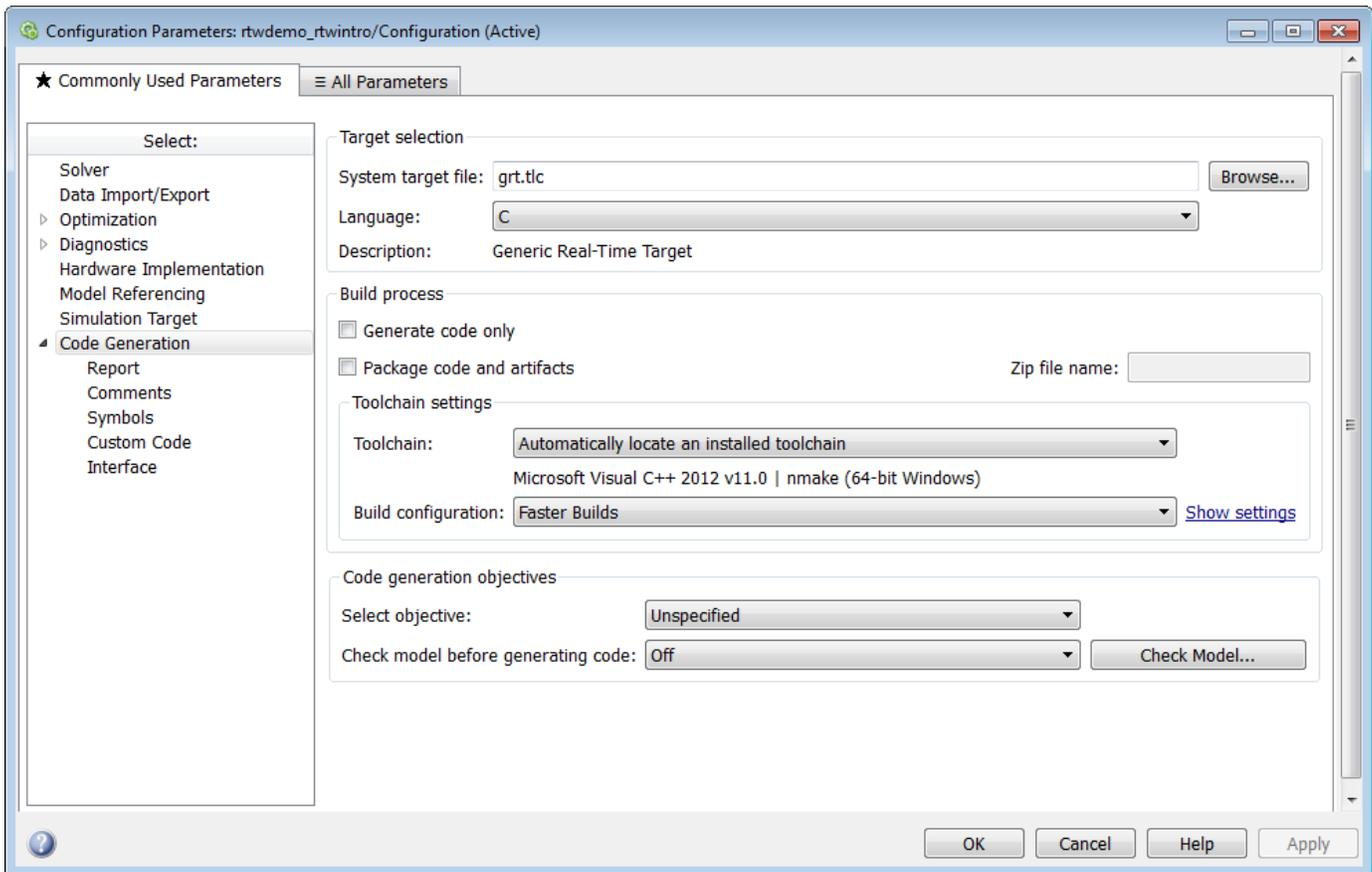 Configuration Parameters: rtwdemo_rtwintro/Configuration (Active)
★ Commonly Used Parameters
≡ All Parameters
Select:
Solver
Data Import/Export
Optimization
Diagnostics
Hardware Implementation
Model Referencing
Simulation Target
Code Generation
Report
Comments
Symbols
Custom Code
Interface
Target selection
System target file: grt.tlc Browse...
Language: C
Description: Generic Real-Time Target
Build process
Generate code only
Package code and artifacts Zip file name:
Toolchain settings
Toolchain: Automatically locate an installed toolchain
Microsoft Visual C++ 2012 v11.0 | nmake (64-bit Windows)
Build configuration: Faster Builds Show settings
Code generation objectives
Select objective: Unspecified
Check model before generating code: Off Check Model...
? OK Cancel Help Apply